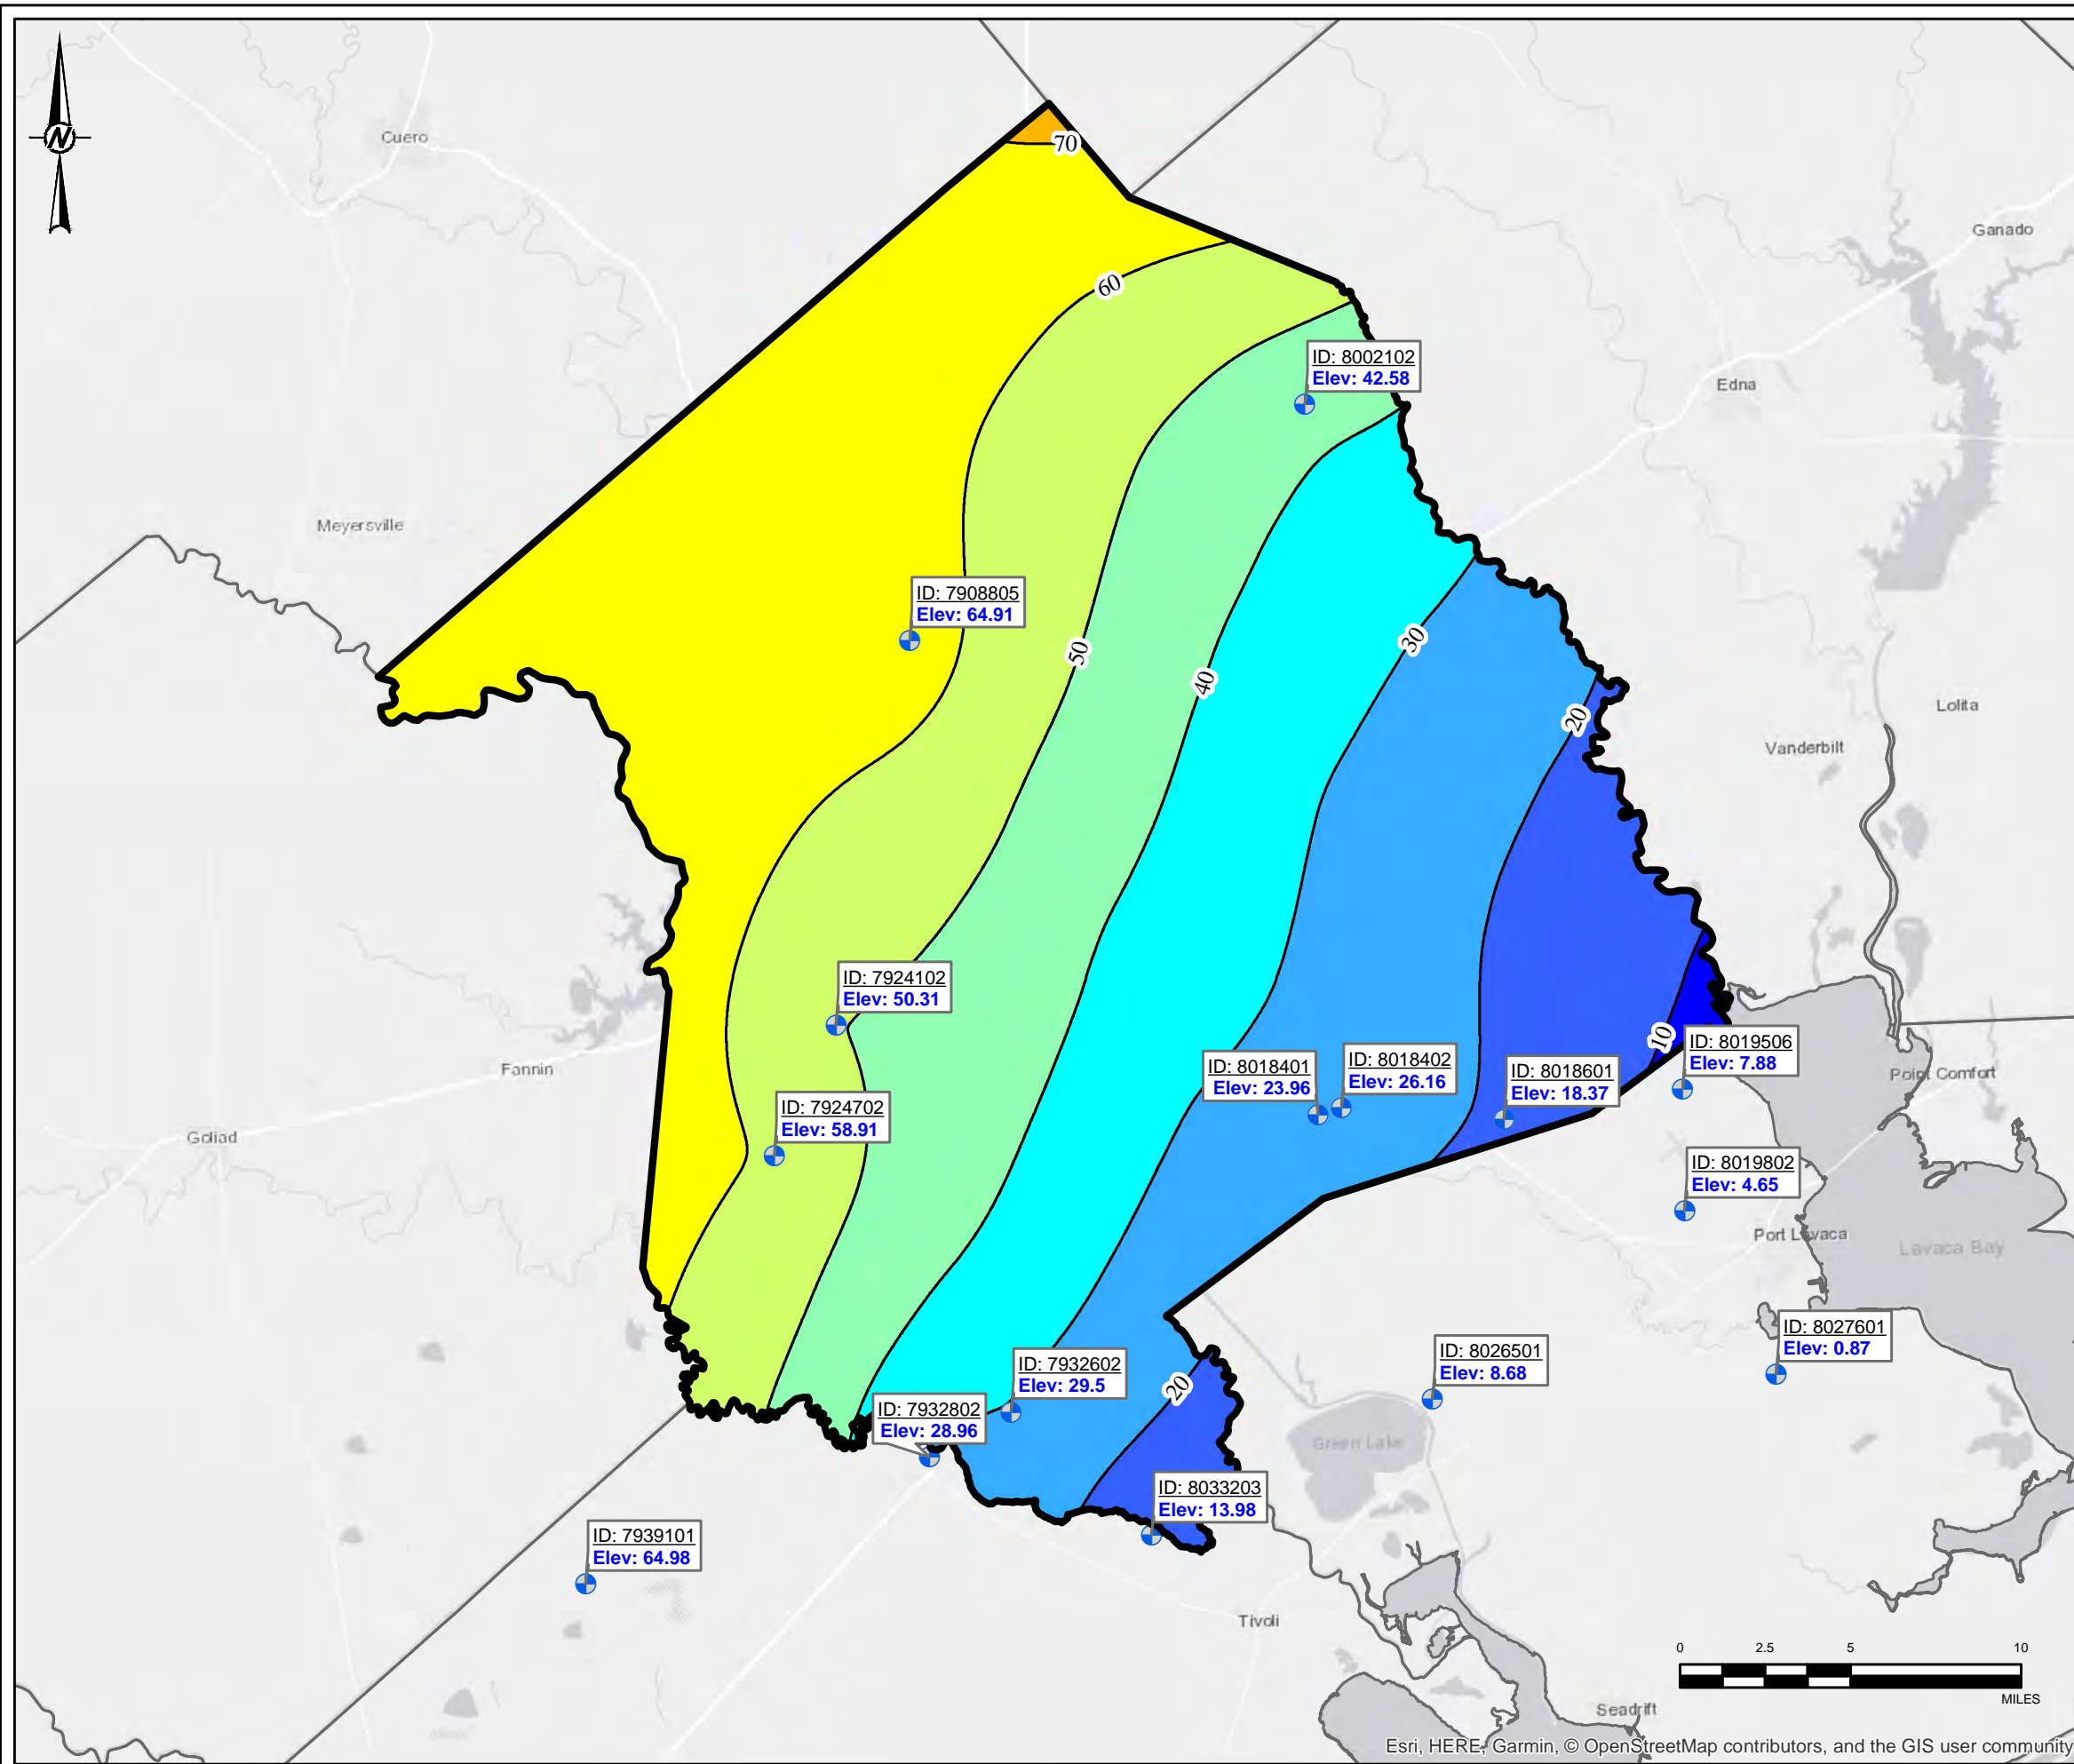 N
Cuero
70
Ganado
60
ID: 8002102
Elev: 42.58
Edna
Meyersville
ID: 7908805
Elev: 64.91
50
40
30
20
Lolita
Vanderbilt
ID: 7924102
Elev: 50.31
Fannin
10
ID: 8019506
Elev: 7.88
ID: 8018401
Elev: 23.96
ID: 8018402
Elev: 26.16
ID: 8018601
Elev: 18.37
Point Comfort
ID: 7924702
Elev: 58.91
Goliad
ID: 8019802
Elev: 4.65
Port Lavaca
Lavaca Bay
ID: 8027601
Elev: 0.87
ID: 8026501
Elev: 8.68
ID: 7932602
Elev: 29.5
20
ID: 7932802
Elev: 28.96
Green Lake
ID: 8033203
Elev: 13.98
ID: 7939101
Elev: 64.98
Tivoli
0 2.5 5 10
MILES
Seadrift
Esri, HERE, Garmin, © OpenStreetMap contributors, and the GIS user community